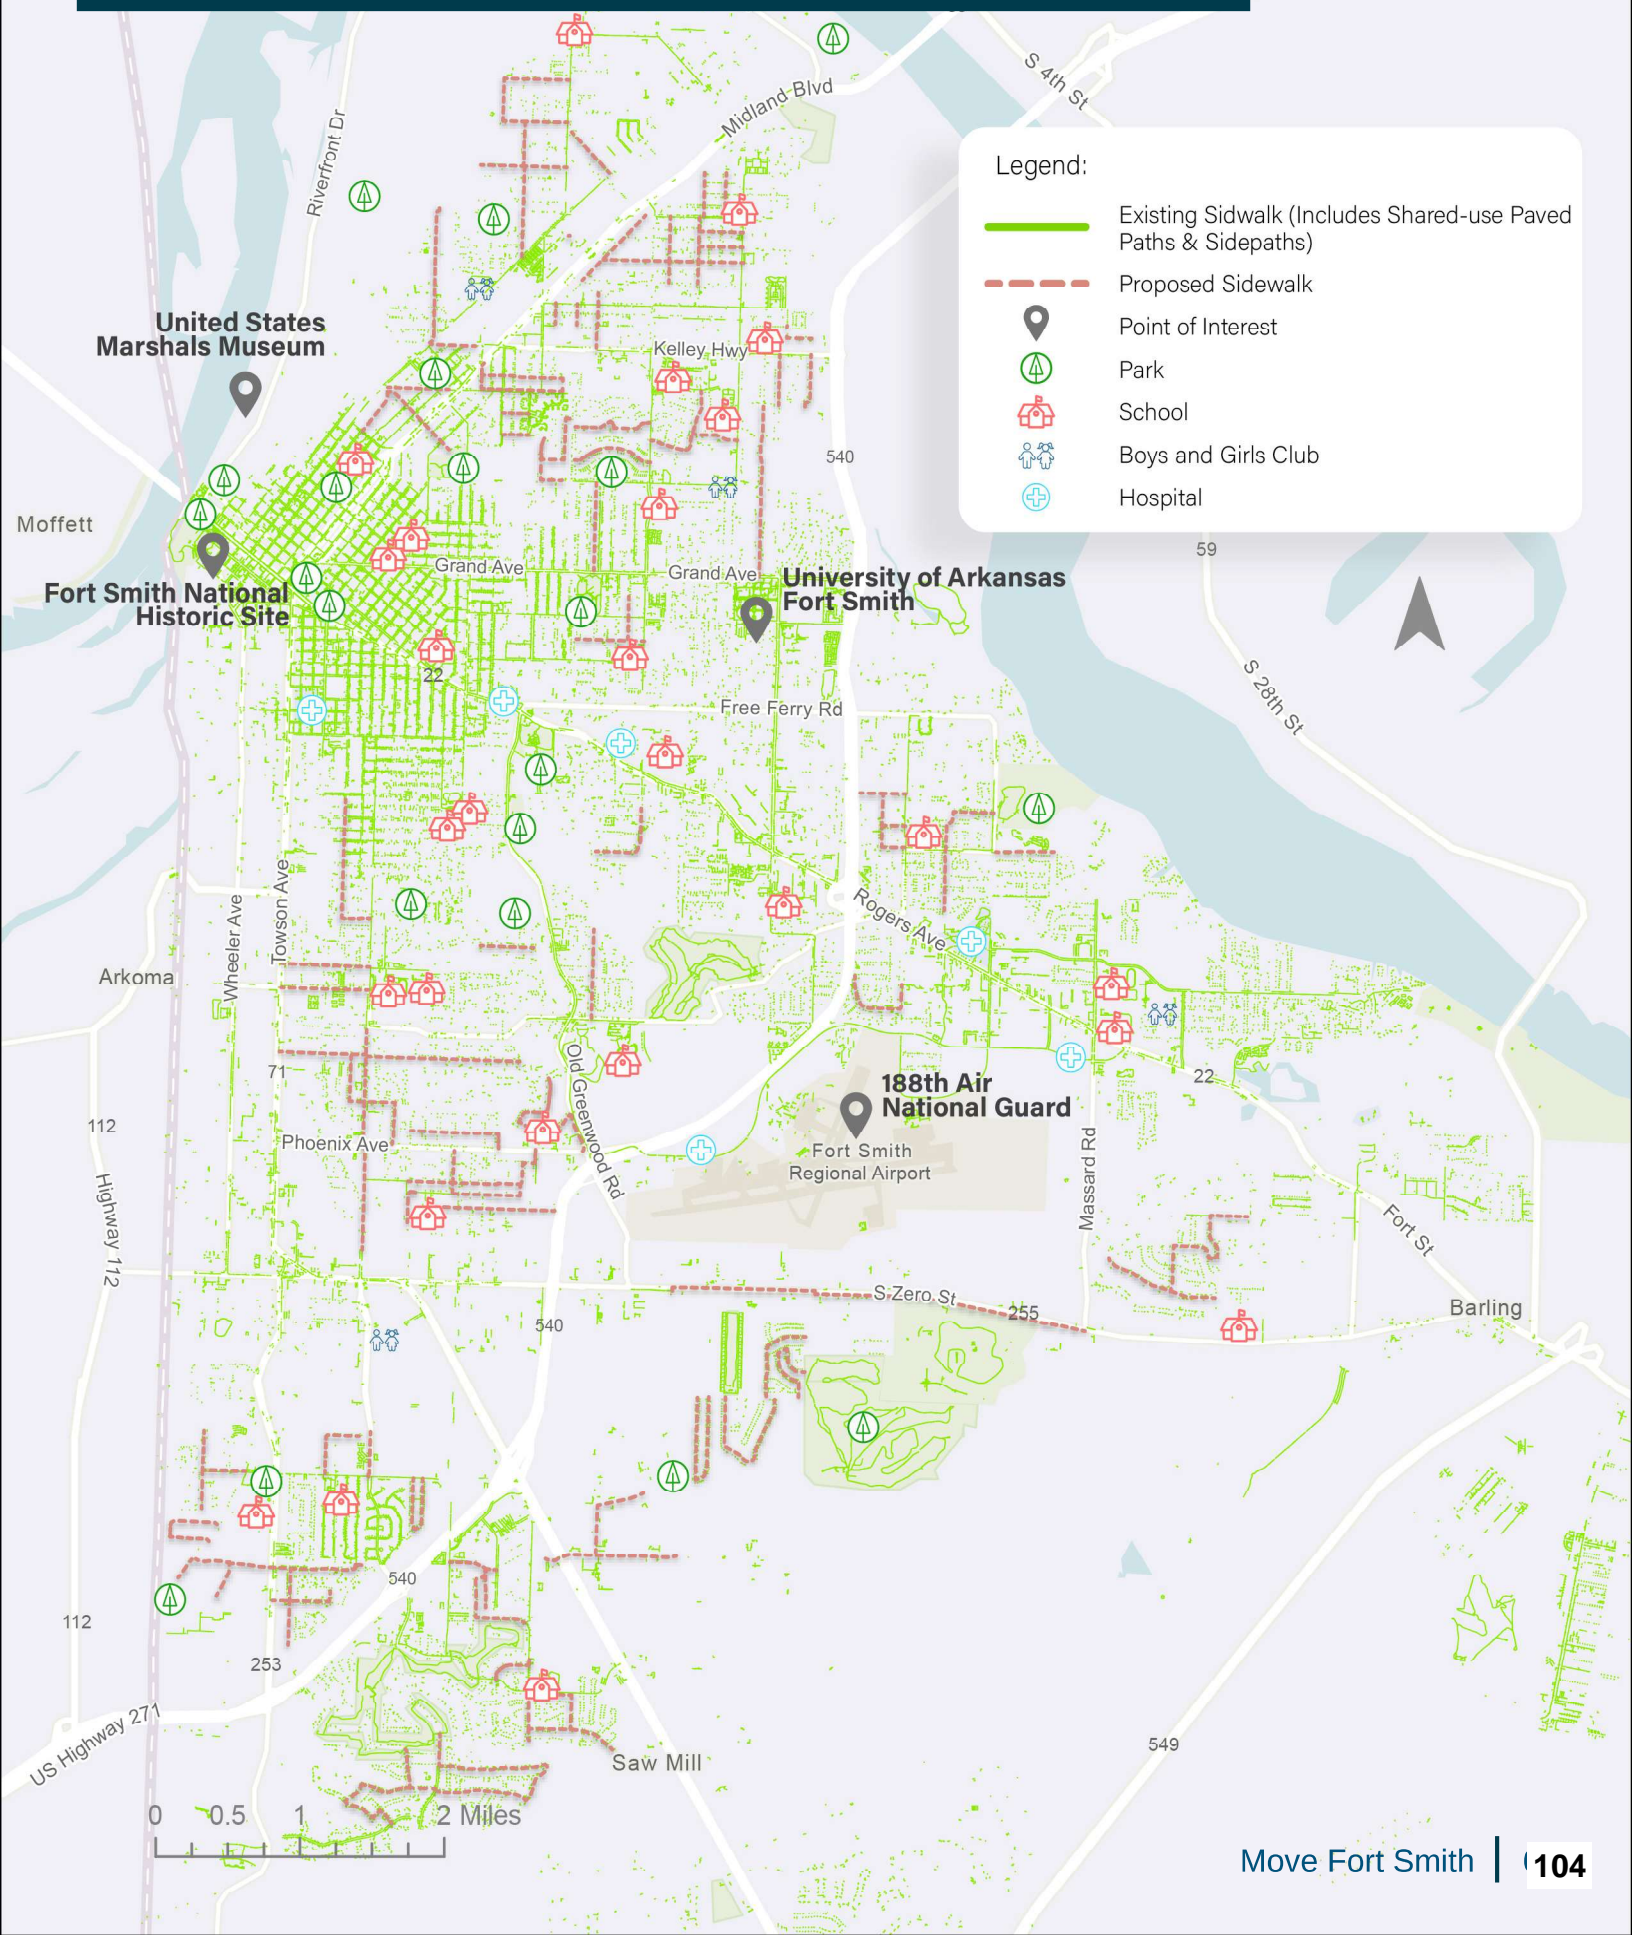 S 4th St
Midland Blvd
Riverfront Dr
Legend:
Existing Sidwalk (Includes Shared-use Paved
Paths & Sidepaths)
Proposed Sidewalk
Point of Interest
Park
School
Boys and Girls Club
Hospital
United States
Marshals Museum
Kelley Hwy
540
Moffett
59
Grand Ave
Grand Ave
University of Arkansas
Fort Smith
Fort Smith National
Historic Site
22
S 28th St
Free Ferry Rd
Towson Ave
Wheeler Ave
Rogers Ave
Arkoma
Old Greenwood Rd
71
188th Air
National Guard
22
112
Phoenix Ave
Fort Smith
Regional Airport
Massard Rd
Highway 112
Fort St
S Zero St
255
Barling
540
540
112
253
US Highway 271
Saw Mill
549
0 0.5 1 2 Miles
Move Fort Smith |
104